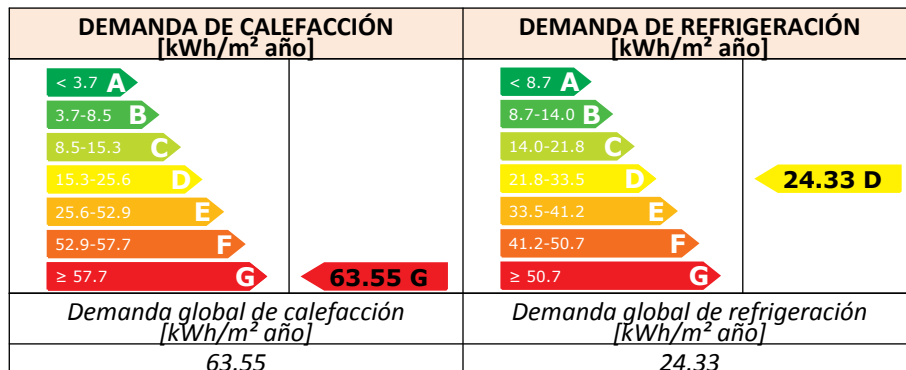 DEMANDA DE CALEFACCIÓN
[kWh/m² año]
DEMANDA DE REFRIGERACIÓN
[kWh/m² año]
< 3.7 A
3.7-8.5 B
8.5-15.3 C
15.3-25.6 D
25.6-52.9 E
52.9-57.7 F
≥ 57.7 G
63.55 G
< 8.7 A
8.7-14.0 B
14.0-21.8 C
21.8-33.5 D
33.5-41.2 E
41.2-50.7 F
≥ 50.7 G
24.33 D
Demanda global de calefacción
[kWh/m² año]
Demanda global de refrigeración
[kWh/m² año]
63.55
24.33